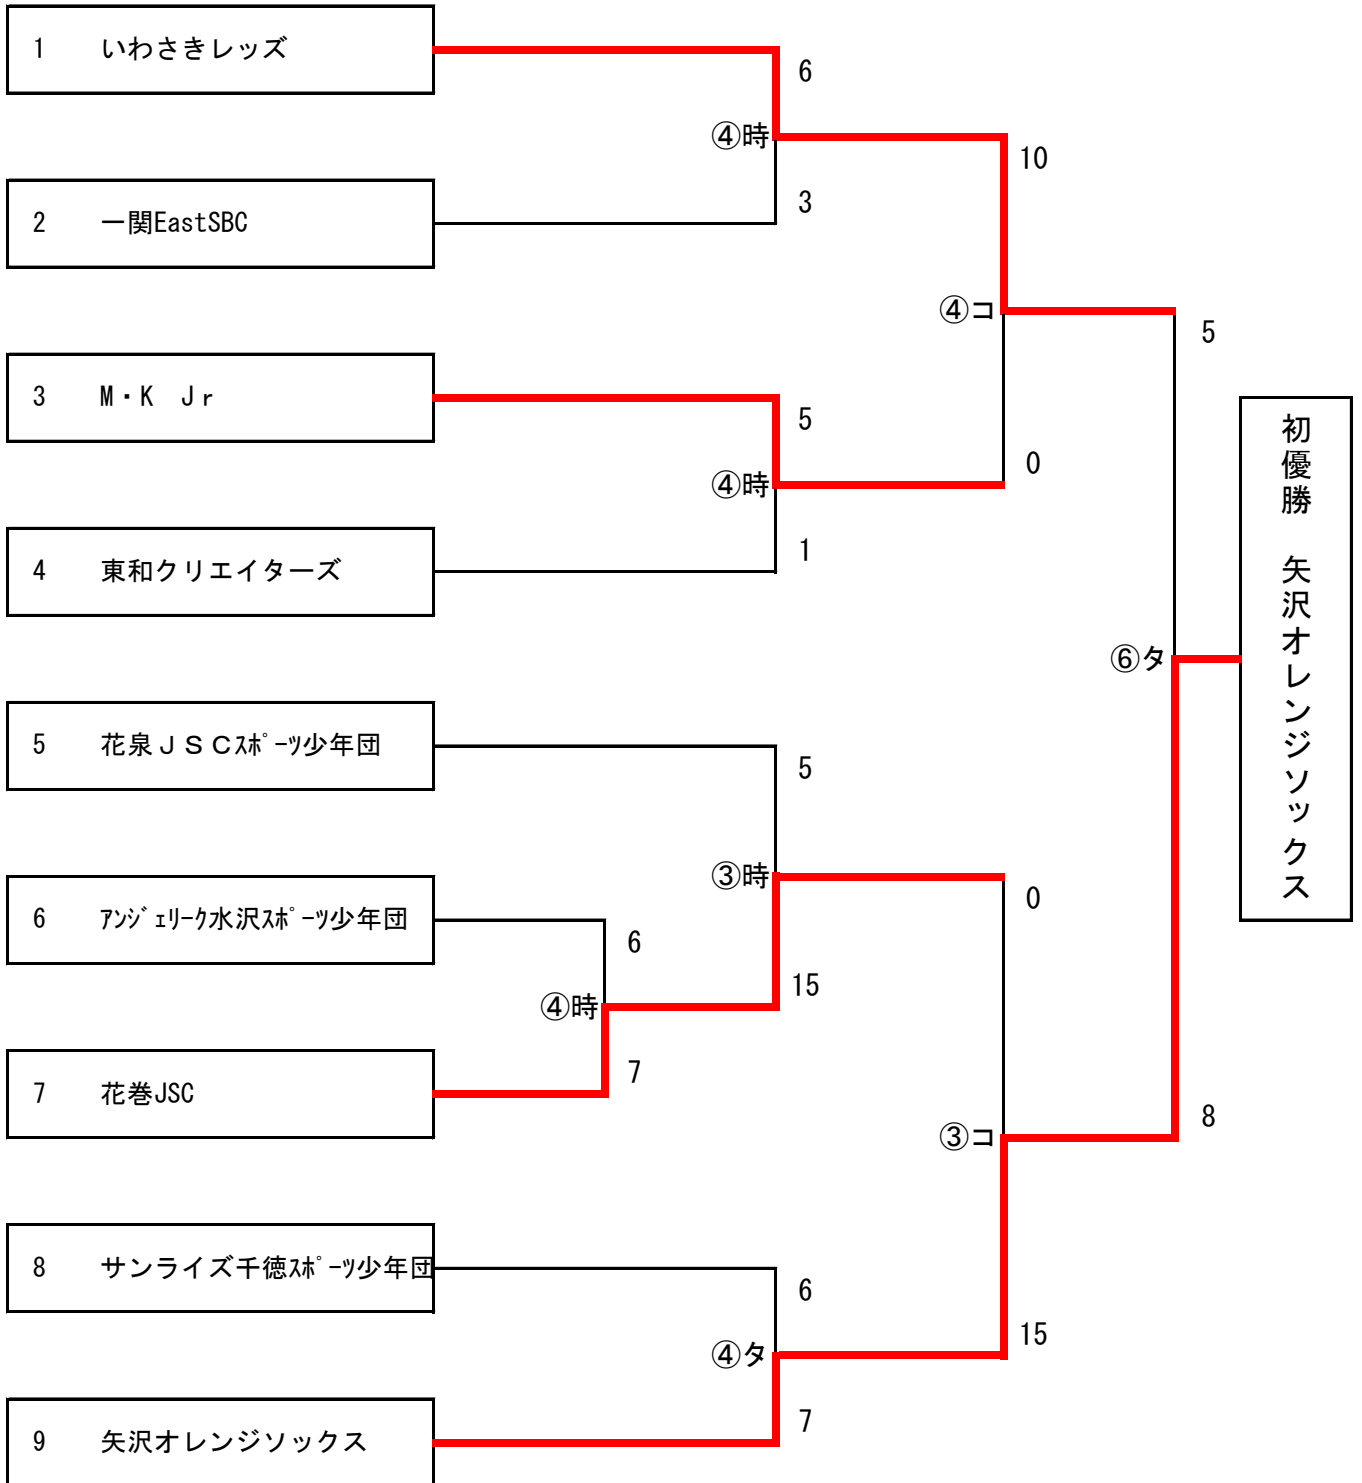 1 いわさきレッズ
6
④時
10
2 一関EastSBC
3
④コ
5
3 M・K Jr
5
④時
0
4 東和クリエイターズ
1
⑥タ
初優勝 矢沢オレンジソックス
5 花泉JSCｽﾎﾟｰﾂ少年団
5
③時
0
6 ｱﾝｼﾞｪﾘｰｸ水沢ｽﾎﾟｰﾂ少年団
6
15
④時
7 花巻JSC
7
③コ
8
8 サンライズ千徳ｽﾎﾟｰﾂ少年団
6
④タ
15
9 矢沢オレンジソックス
7